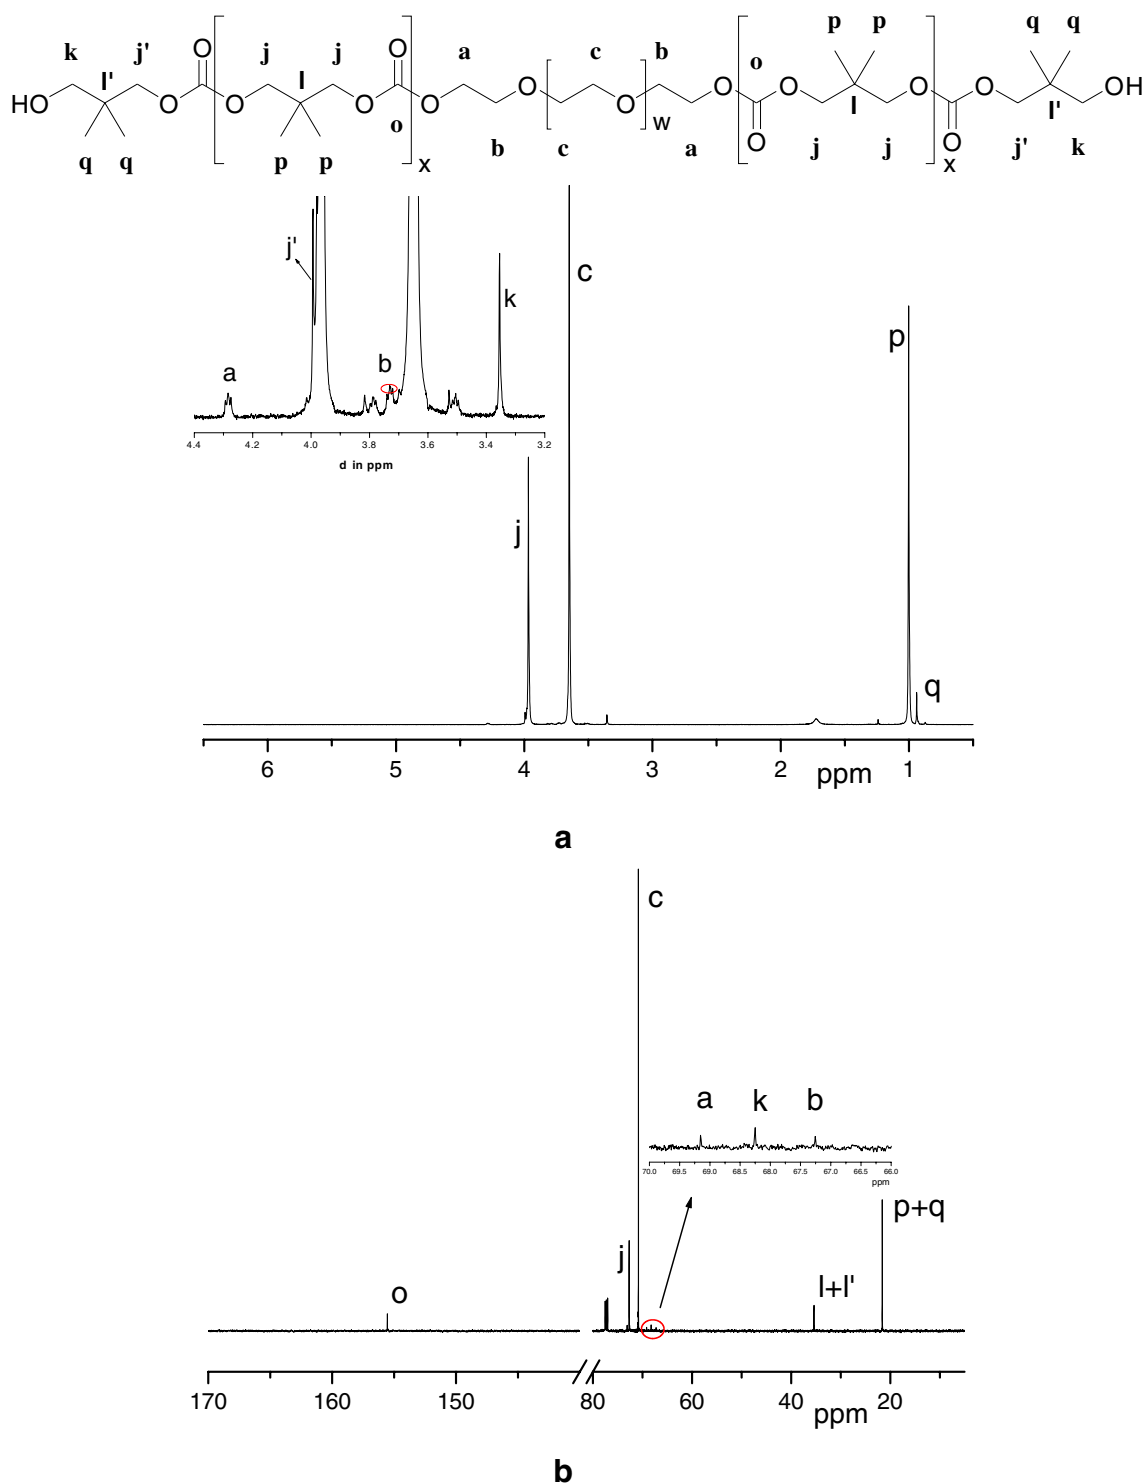 p p q q
k j' O j j O a c b o l'
l' l l
HO O O O O O O O O O O O O OH
o w
q q p p x b c a O j j O x j' k
j'
a
b
k
c
4.4 4.2 4.0 3.8 3.6 3.4 3.2
d in ppm
p
j
q
6 5 4 3 2 ppm 1
a
c
a k b
70.0 69.5 69.0 68.5 68.0 67.5 67.0 66.5 66.0
ppm
p+q
j
l+l'
o
170 160 150 80 60 40 ppm 20
b